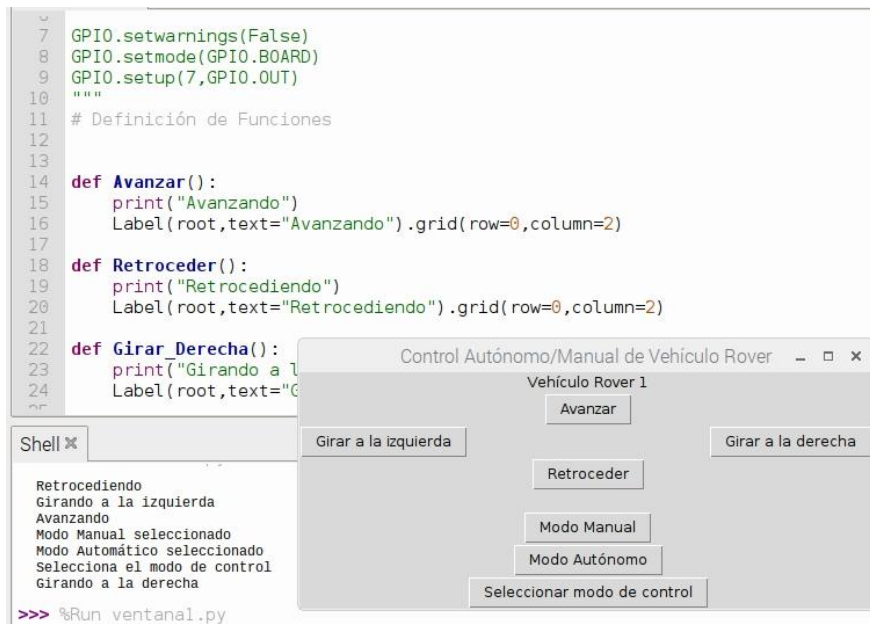 7 GPIO.setwarnings(False)
8 GPIO.setmode(GPIO.BOARD)
9 GPIO.setup(7,GPIO.OUT)
10 """
11 # Definición de Funciones
12
13
14 def Avanzar():
15 print("Avanzando")
16 Label(root,text="Avanzando").grid(row=0,column=2)
17
18 def Retroceder():
19 print("Retrocediendo")
20 Label(root,text="Retrocediendo").grid(row=0,column=2)
21
22 def Girar_Derecha():
23 print("Girando a l
24 Label(root,text="G
Control Autónomo/Manual de Vehículo Rover
Vehículo Rover 1
Avanzar
Girar a la izquierda Girar a la derecha
Retroceder
Modo Manual
Modo Autónomo
Seleccionar modo de control
Shell
Retrocediendo
Girando a la izquierda
Avanzando
Modo Manual seleccionado
Modo Automático seleccionado
Selecciona el modo de control
Girando a la derecha
>>> %Run ventana1.py